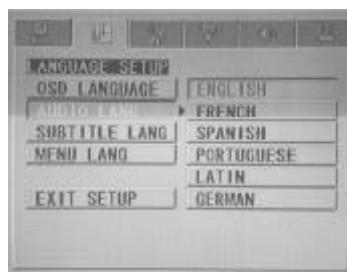 LANGUAGE SETUP
OSD LANGUAGE
AUDIO LANG
SUBTITLE LANG
MENU LANG
EXIT SETUP
ENGLISH
FRENCH
SPANISH
PORTUGUESE
LATIN
GERMAN